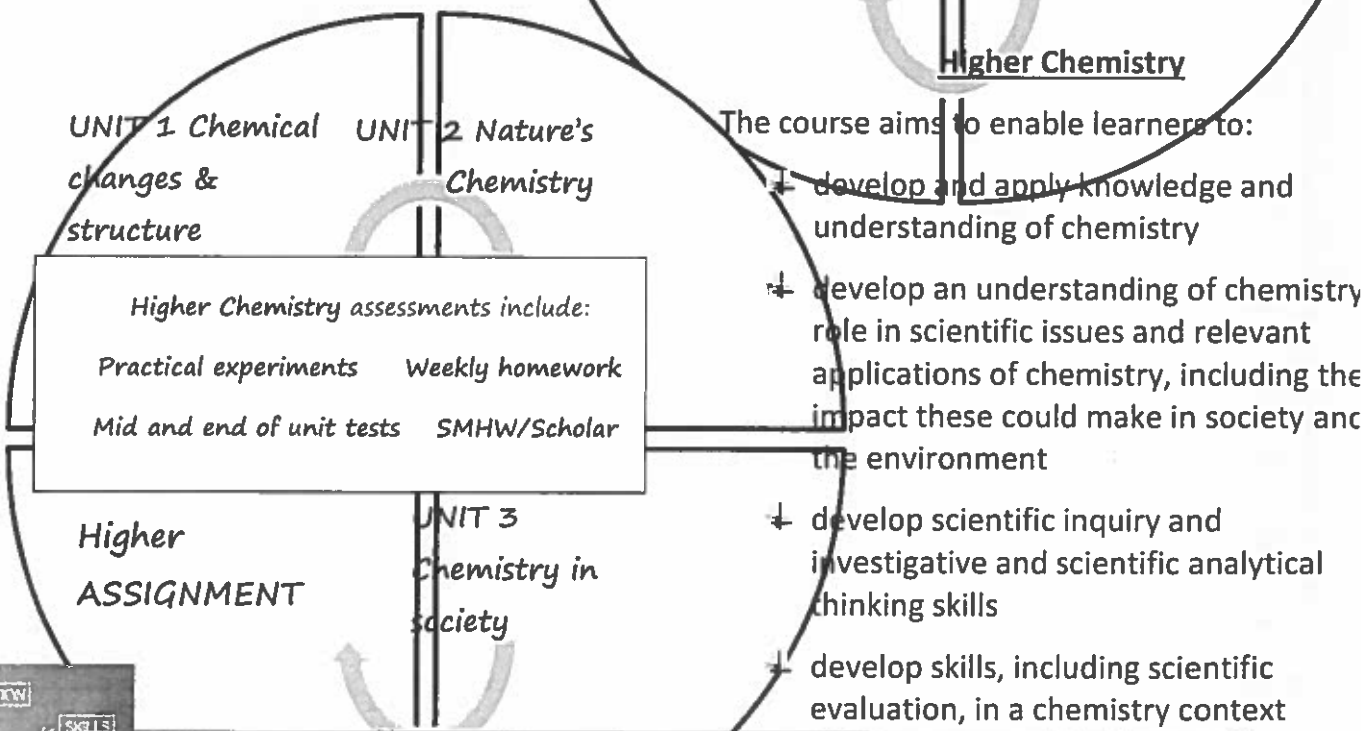 UNIT 1 Chemical
changes &
structure
UNIT 2 Nature's
Chemistry
Higher Chemistry assessments include:
Practical experiments Weekly homework
Mid and end of unit tests SMHW/Scholar
Higher
ASSIGNMENT
UNIT 3
Chemistry in
society
SKILLS
Higher Chemistry
The course aims to enable learners to:
develop and apply knowledge and
understanding of chemistry
develop an understanding of chemistry
role in scientific issues and relevant
applications of chemistry, including the
impact these could make in society and
the environment
develop scientific inquiry and
investigative and scientific analytical
thinking skills
develop skills, including scientific
evaluation, in a chemistry context